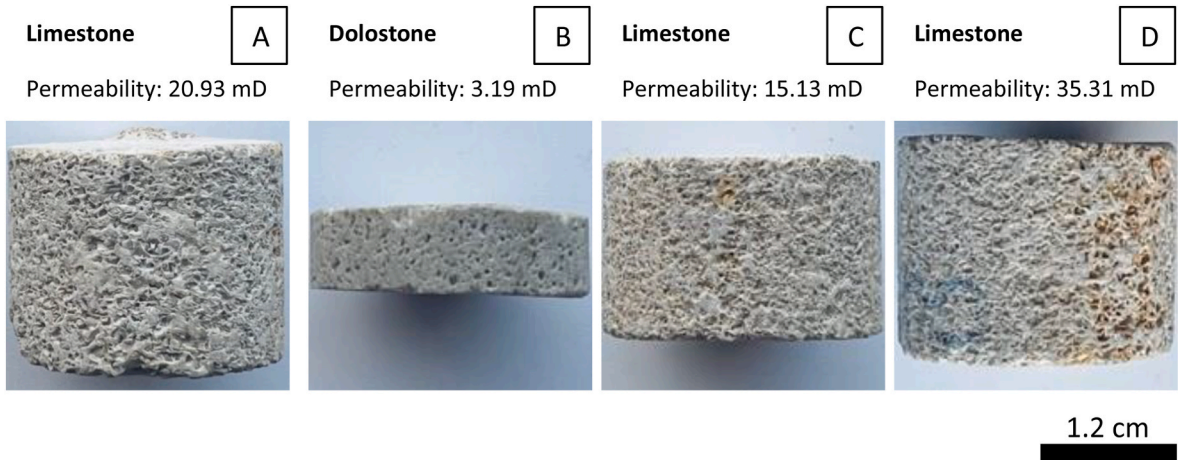 Limestone A
Permeability: 20.93 mD
Dolostone B
Permeability: 3.19 mD
Limestone C
Permeability: 15.13 mD
Limestone D
Permeability: 35.31 mD
1.2 cm